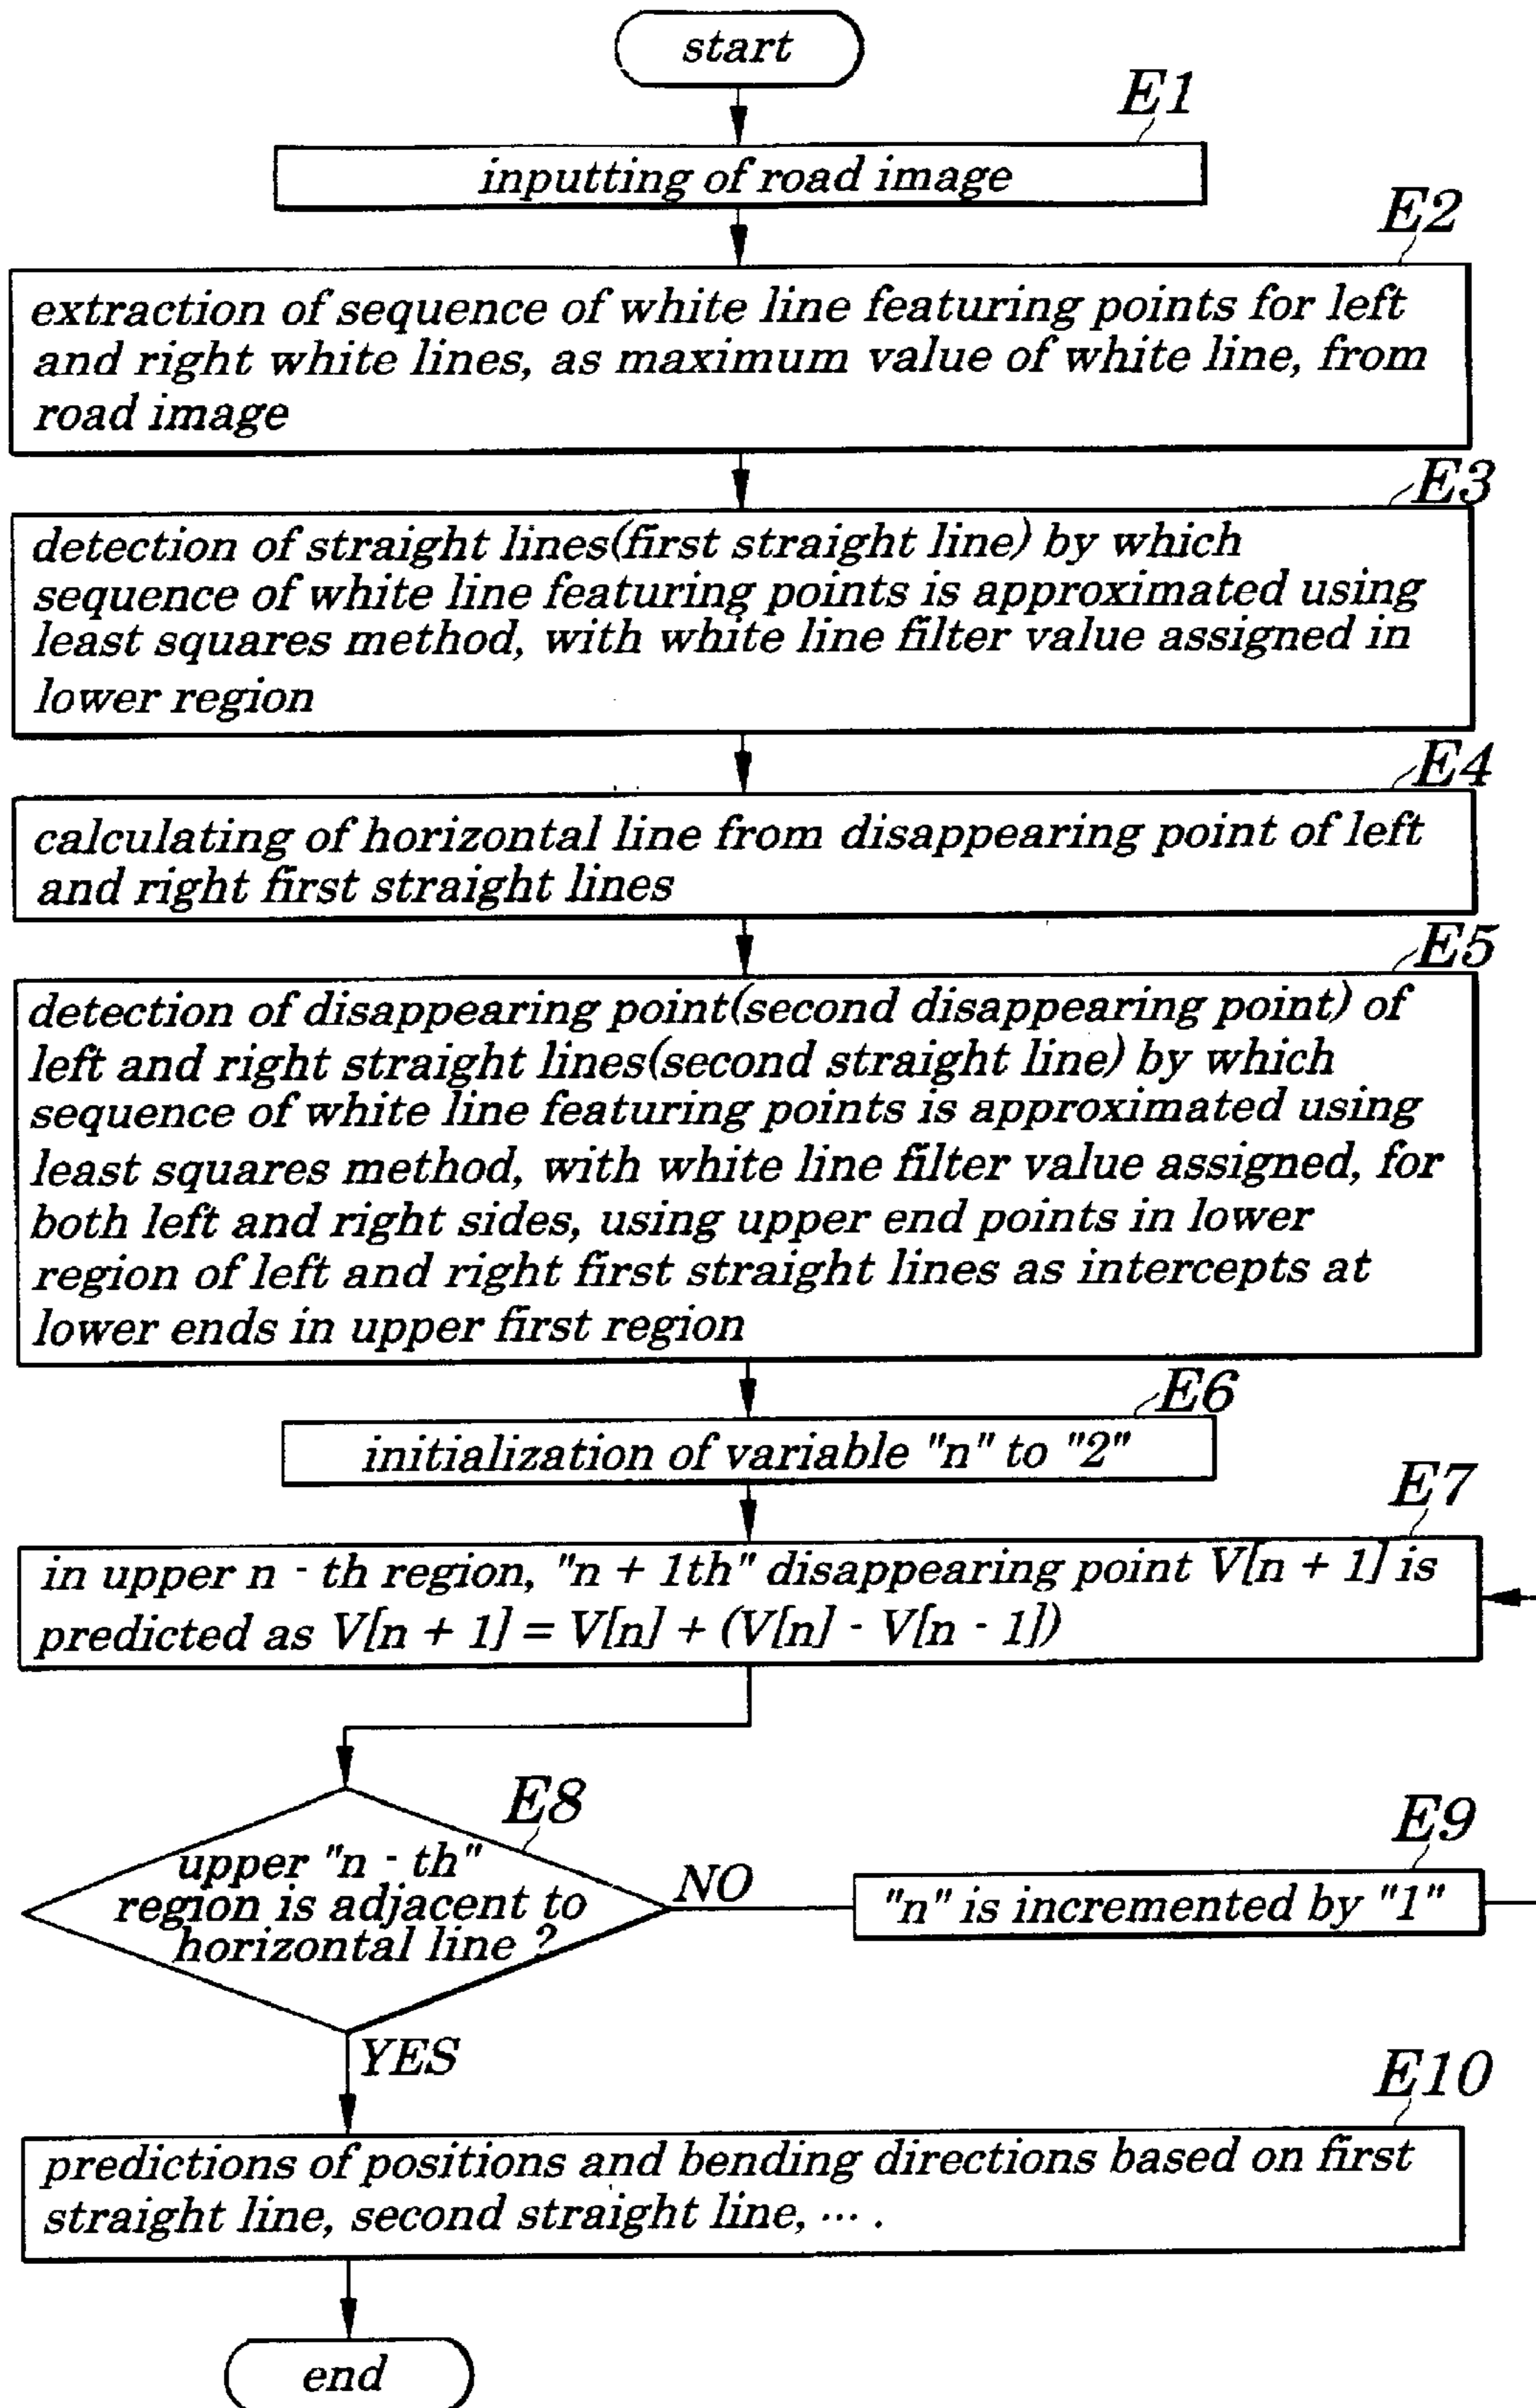 start
E1
inputting of road image
E2
extraction of sequence of white line featuring points for left
and right white lines, as maximum value of white line, from
road image
E3
detection of straight lines(first straight line) by which
sequence of white line featuring points is approximated using
least squares method, with white line filter value assigned in
lower region
E4
calculating of horizontal line from disappearing point of left
and right first straight lines
E5
detection of disappearing point(second disappearing point) of
left and right straight lines(second straight line) by which
sequence of white line featuring points is approximated using
least squares method, with white line filter value assigned, for
both left and right sides, using upper end points in lower
region of left and right first straight lines as intercepts at
lower ends in upper first region
E6
initialization of variable "n" to "2"
E7
in upper n - th region, "n + 1th" disappearing point V[n + 1] is
predicted as V[n + 1] = V[n] + (V[n] - V[n - 1])
E8
upper "n - th"
region is adjacent to
horizontal line ?
NO
E9
"n" is incremented by "1"
YES
E10
predictions of positions and bending directions based on first
straight line, second straight line, ··· .
end